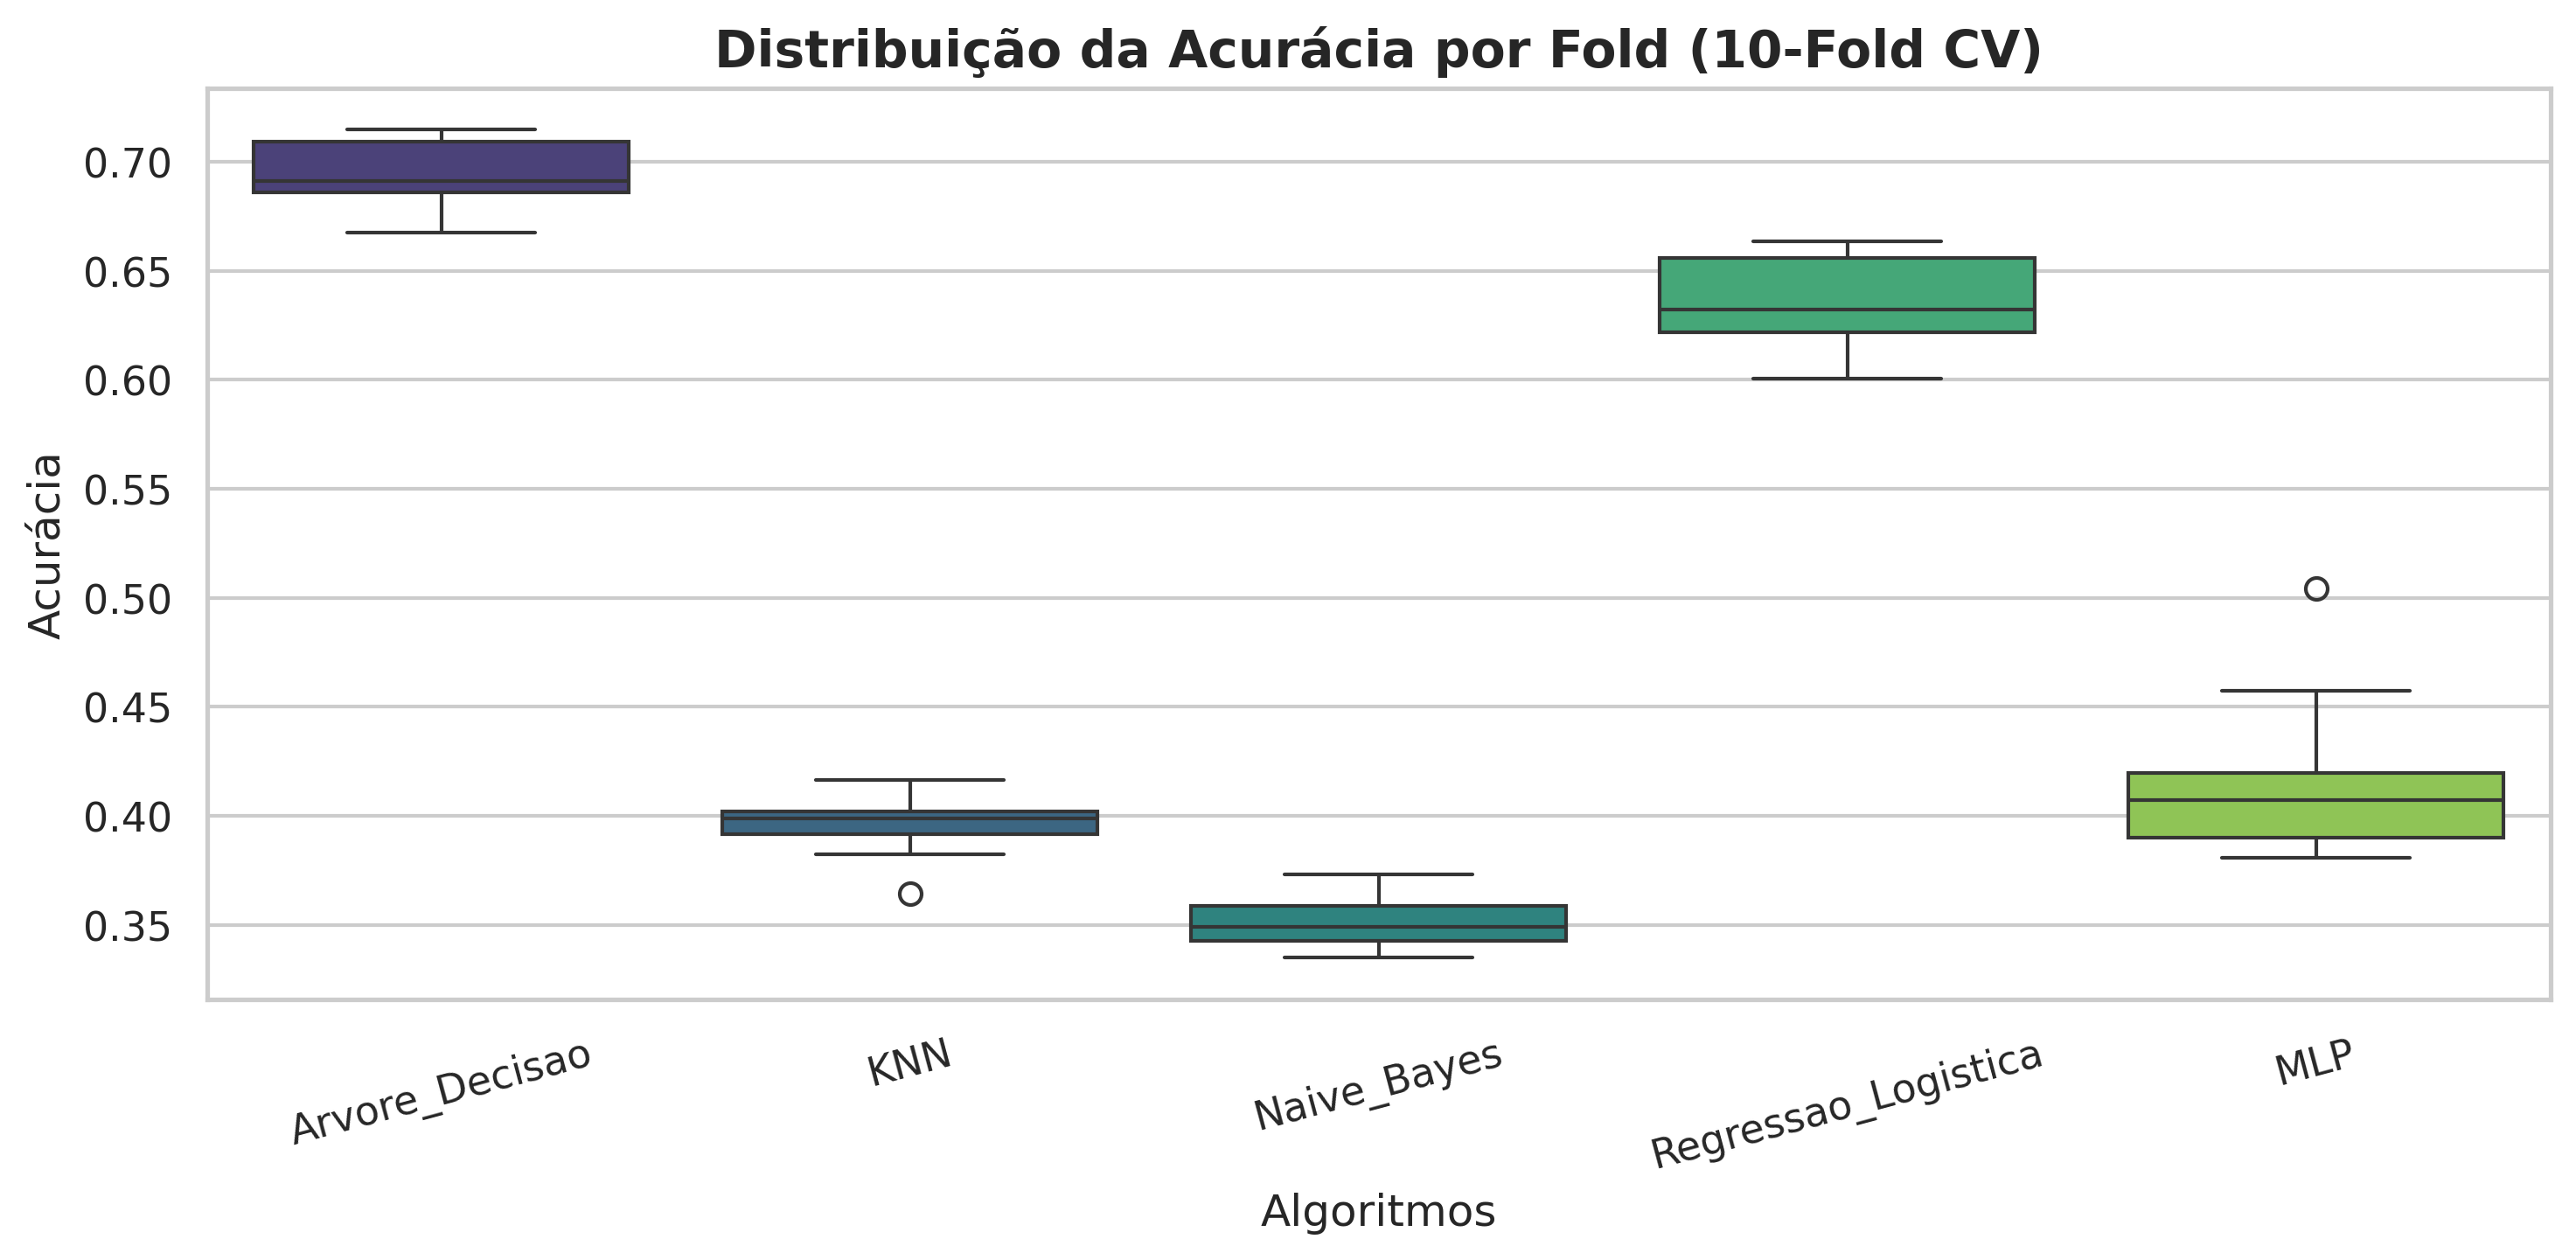 Distribuição da Acurácia por Fold (10-Fold CV)
Acurácia
0.70
0.65
0.60
0.55
0.50
0.45
0.40
0.35
Arvore_Decisao
KNN
Naive_Bayes
Regressao_Logistica
MLP
Algoritmos